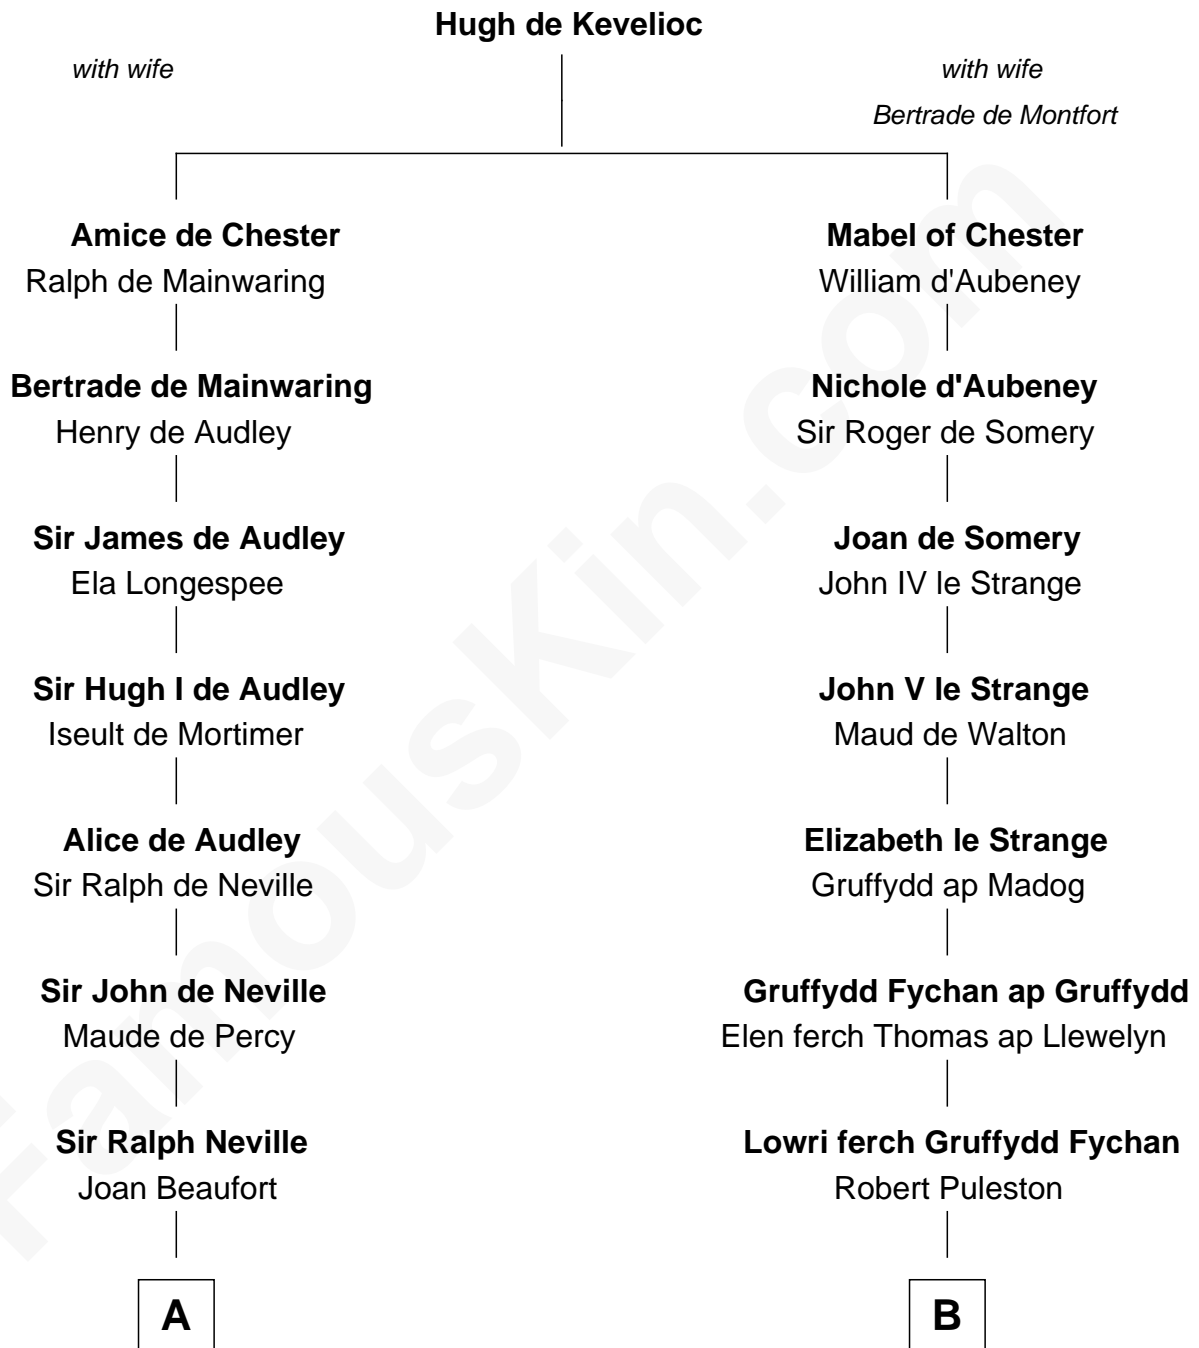 Hugh de Kevelioc
with wife
with wife
Bertrade de Montfort
Amice de Chester
Ralph de Mainwaring
Mabel of Chester
William d'Aubeney
Bertrade de Mainwaring
Henry de Audley
Nichole d'Aubeney
Sir Roger de Somery
Sir James de Audley
Ela Longespee
Joan de Somery
John IV le Strange
Sir Hugh I de Audley
Iseult de Mortimer
John V le Strange
Maud de Walton
Alice de Audley
Sir Ralph de Neville
Elizabeth le Strange
Gruffydd ap Madog
Sir John de Neville
Maude de Percy
Gruffydd Fychan ap Gruffydd
Elen ferch Thomas ap Llewelyn
Sir Ralph Neville
Joan Beaufort
Lowri ferch Gruffydd Fychan
Robert Puleston
A
B
FamousKin.com